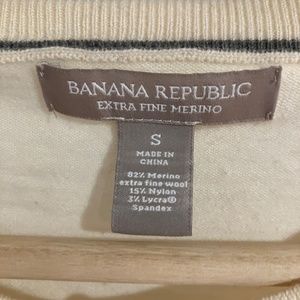 BANANA REPUBLIC
EXTRA FINE MERINO
S
MADE IN
CHINA
82% Merino
extra fine wool
15% Nylon
3% Lycra®
Spandex